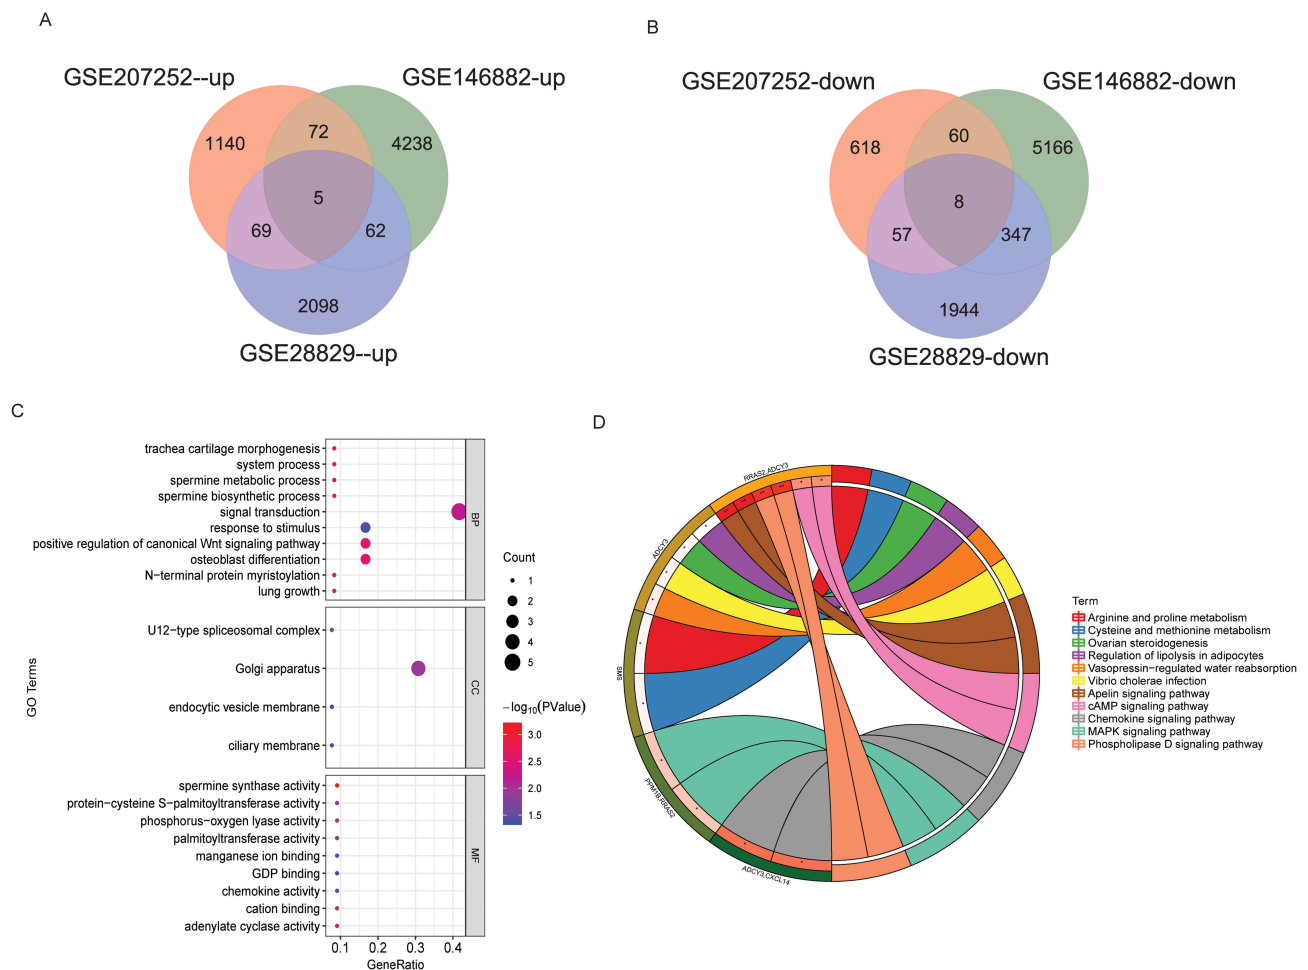 A
GSE207252--up
GSE146882-up
1140
72
4238
5
69
62
2098
GSE28829--up
B
GSE207252-down
GSE146882-down
618
60
5166
8
57
347
1944
GSE28829-down
C
GO Terms
trachea cartilage morphogenesis
system process
spermine metabolic process
spermine biosynthetic process
signal transduction
response to stimulus
positive regulation of canonical Wnt signaling pathway
osteoblast differentiation
N-terminal protein myristoylation
lung growth
BP
U12-type spliceosomal complex
Golgi apparatus
endocytic vesicle membrane
ciliary membrane
CC
spermine synthase activity
protein-cysteine S-palmitoyltransferase activity
phosphorus-oxygen lyase activity
palmitoyltransferase activity
manganese ion binding
GDP binding
chemokine activity
cation binding
adenylate cyclase activity
MF
0.1 0.2 0.3 0.4
GeneRatio
Count
1
2
3
4
5
−log10(PValue)
3.0
2.5
2.0
1.5
D
RRAS2,ADCY3
ADCY3
SMS
PPM1B,RRAS2
ADCY3,CXCL14
Term
Arginine and proline metabolism
Cysteine and methionine metabolism
Ovarian steroidogenesis
Regulation of lipolysis in adipocytes
Vasopressin−regulated water reabsorption
Vibrio cholerae infection
Apelin signaling pathway
cAMP signaling pathway
Chemokine signaling pathway
MAPK signaling pathway
Phospholipase D signaling pathway